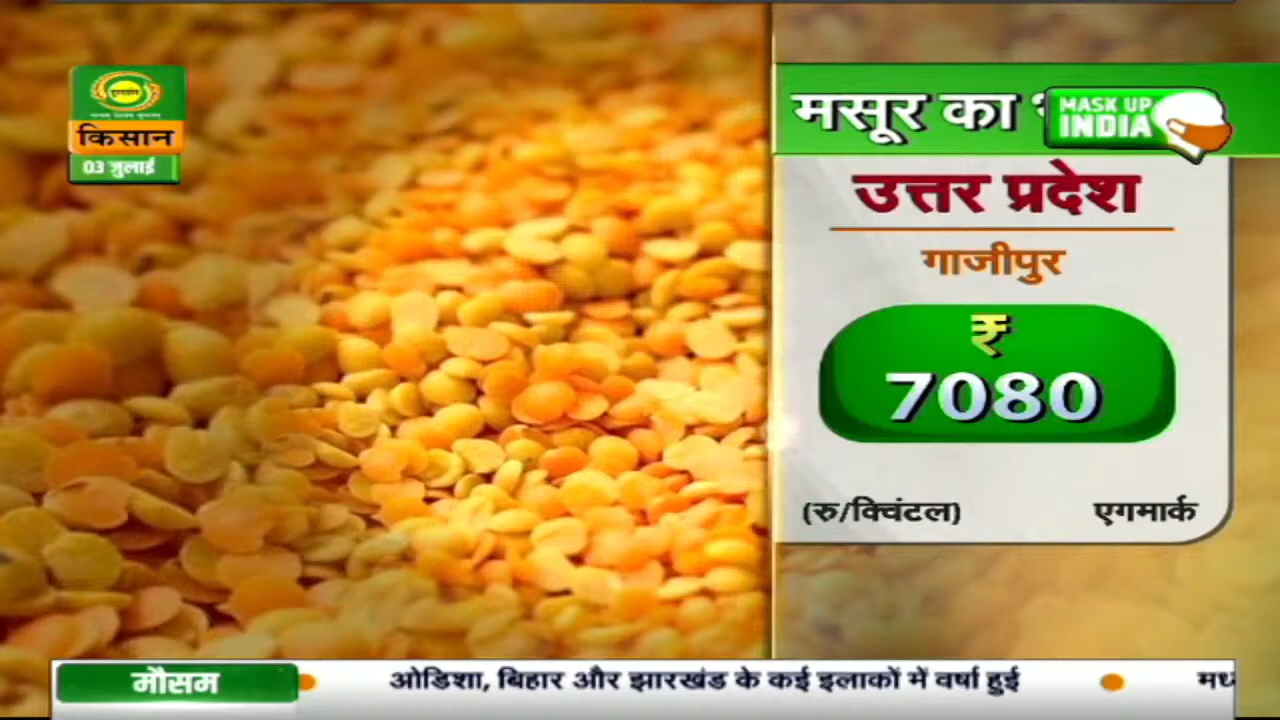 किसान
03 जुलाई
मसूर का
MASK UP
INDIA
उत्तर प्रदेश
गाजीपुर
₹
7080
(रु/क्विंटल) एगमार्क
मौसम ओडिशा, बिहार और झारखंड के कई इलाकों में वर्षा हुई